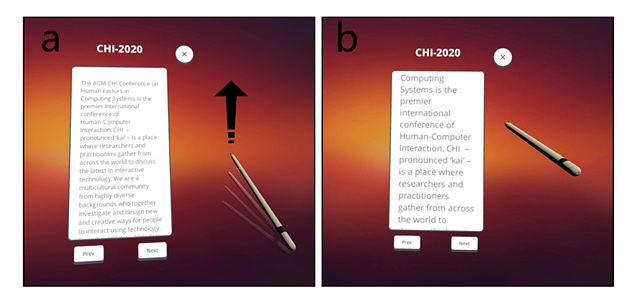 a
CHI-2020
×
The ACM CHI Conference on
Human Factors in
Computing Systems is the
premier international
conference of
Human-Computer
Interaction. CHI –
pronounced 'kai' – is a place
where researchers and
practitioners gather from
across the world to discuss
the latest in interactive
technology. We are a
multicultural community
from highly diverse
backgrounds who together
investigate and design new
and creative ways for people
to interact using technology.
Prev
Next
b
CHI-2020
×
Computing
Systems is the
premier
international
conference of
Human-Computer
Interaction. CHI –
pronounced 'kai' –
is a place where
researchers and
practitioners
gather from across
the world to
Prev
Next